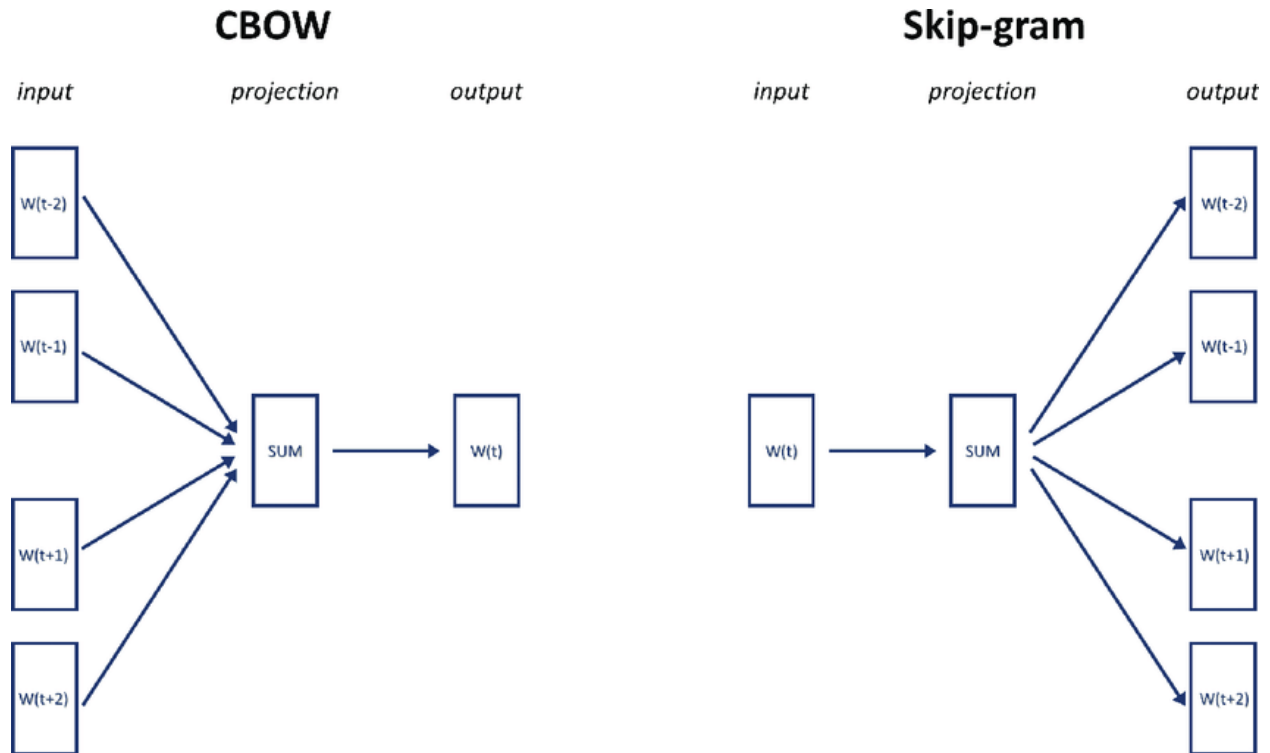 CBOW
input projection output
W(t-2)
W(t-1)
W(t+1)
W(t+2)
SUM
W(t)
Skip-gram
input projection output
W(t)
SUM
W(t-2)
W(t-1)
W(t+1)
W(t+2)